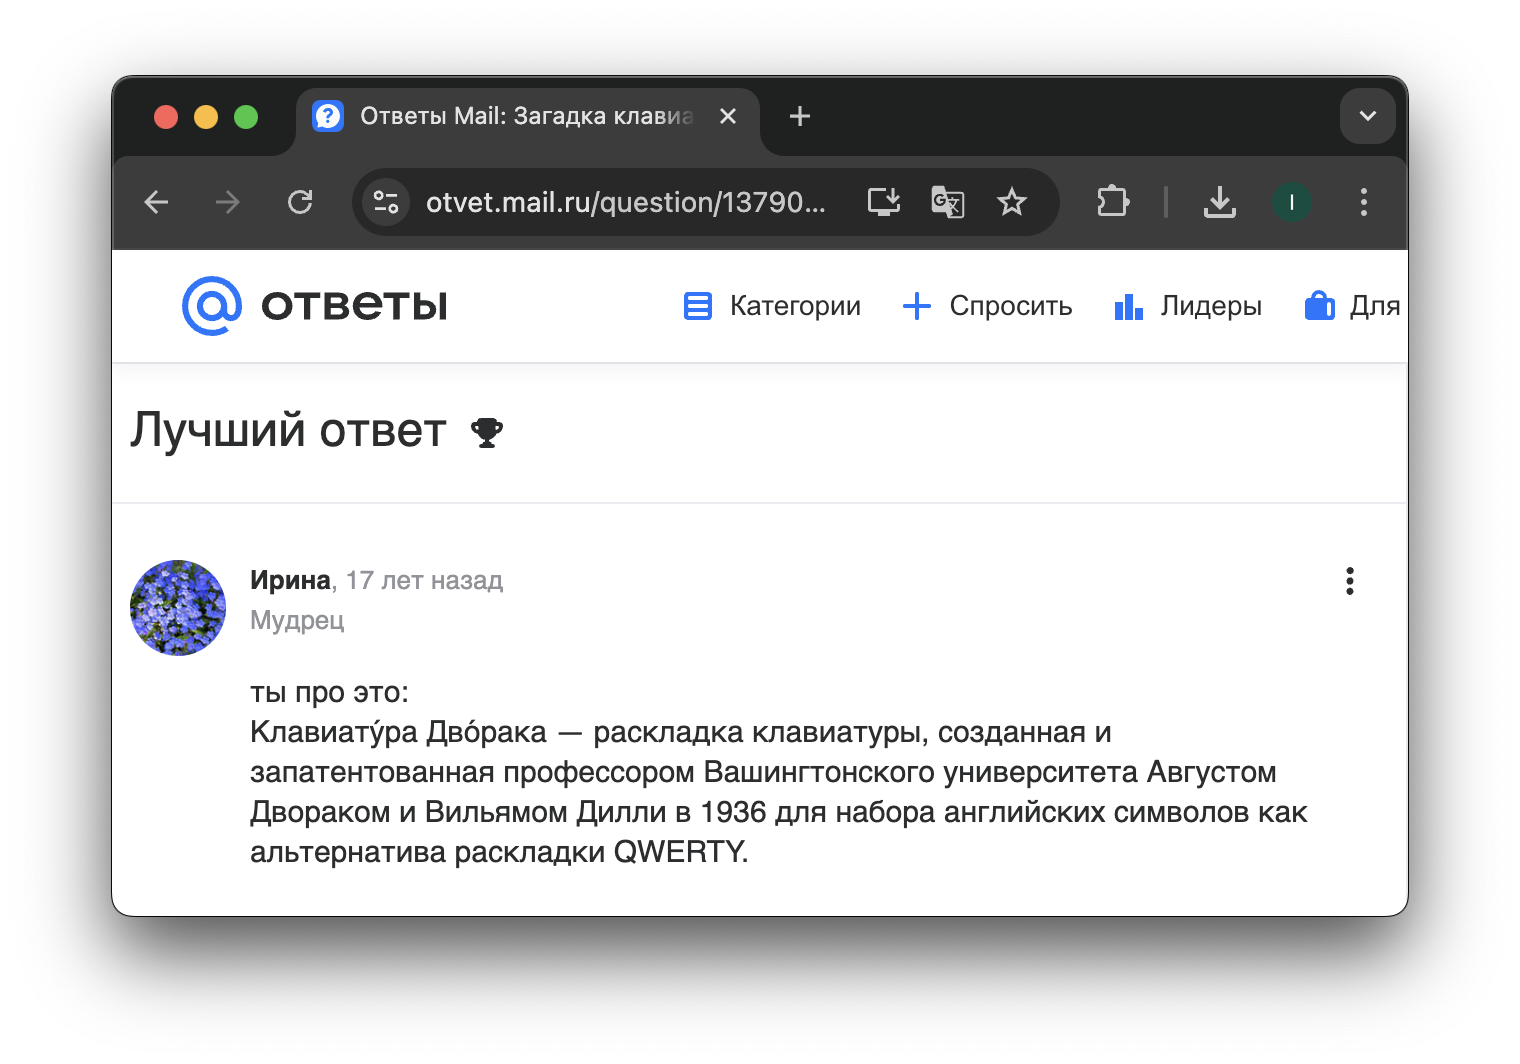 Ответы Mail: Загадка клавиа
otvet.mail.ru/question/13790...
I
ответы
Категории
Спросить
Лидеры
Для
Лучший ответ
Ирина, 17 лет назад
Мудрец
ты про это:
Клавиату́ра Дво́рака — раскладка клавиатуры, созданная и
запатентованная профессором Вашингтонского университета Августом
Двораком и Вильямом Дилли в 1936 для набора английских символов как
альтернатива раскладки QWERTY.